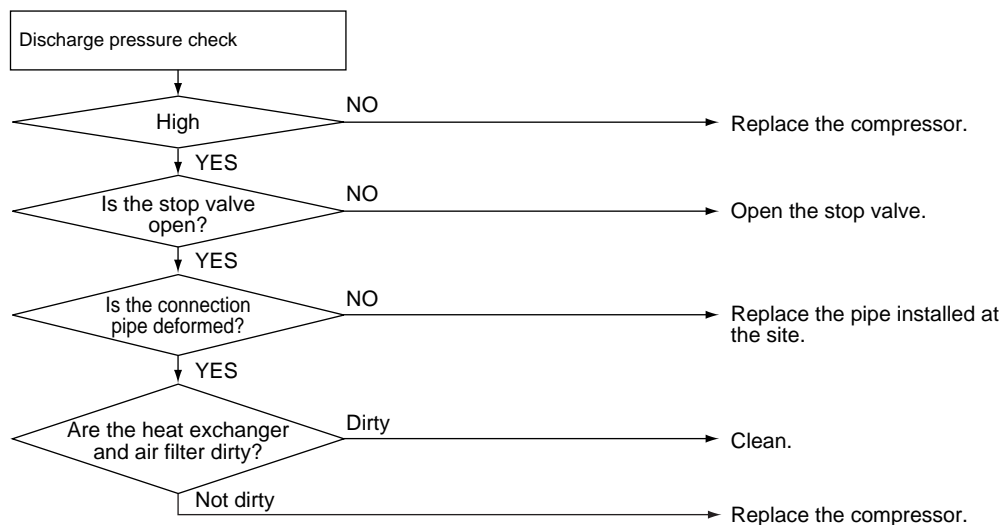 Discharge pressure check
High
NO
Replace the compressor.
YES
Is the stop valve
open?
NO
Open the stop valve.
YES
Is the connection
pipe deformed?
NO
Replace the pipe installed at
the site.
YES
Are the heat exchanger
and air filter dirty?
Dirty
Clean.
Not dirty
Replace the compressor.